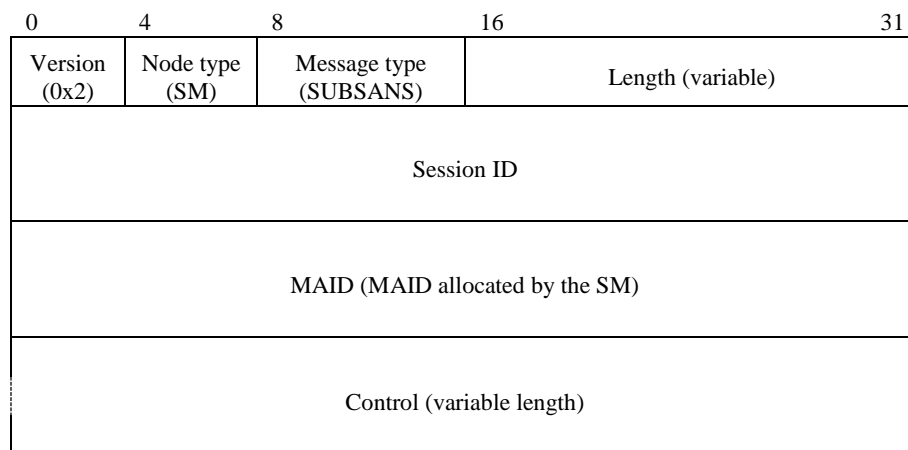 0 4 8 16 31
Version Node type Message type Length (variable)
(0x2) (SM) (SUBSANS)
Session ID
MAID (MAID allocated by the SM)
Control (variable length)